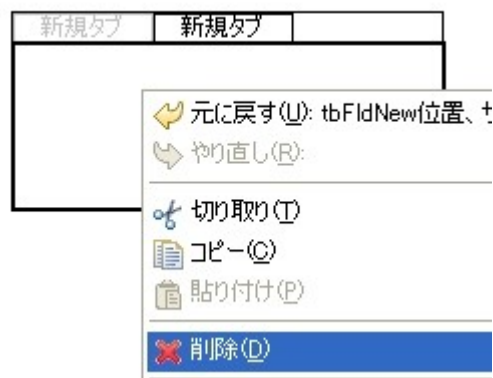 新規タブ 新規タブ
元に戻す(U): tbFldNew位置、サ
やり直し(R):
切り取り(T)
コピー(C)
貼り付け(P)
削除(D)